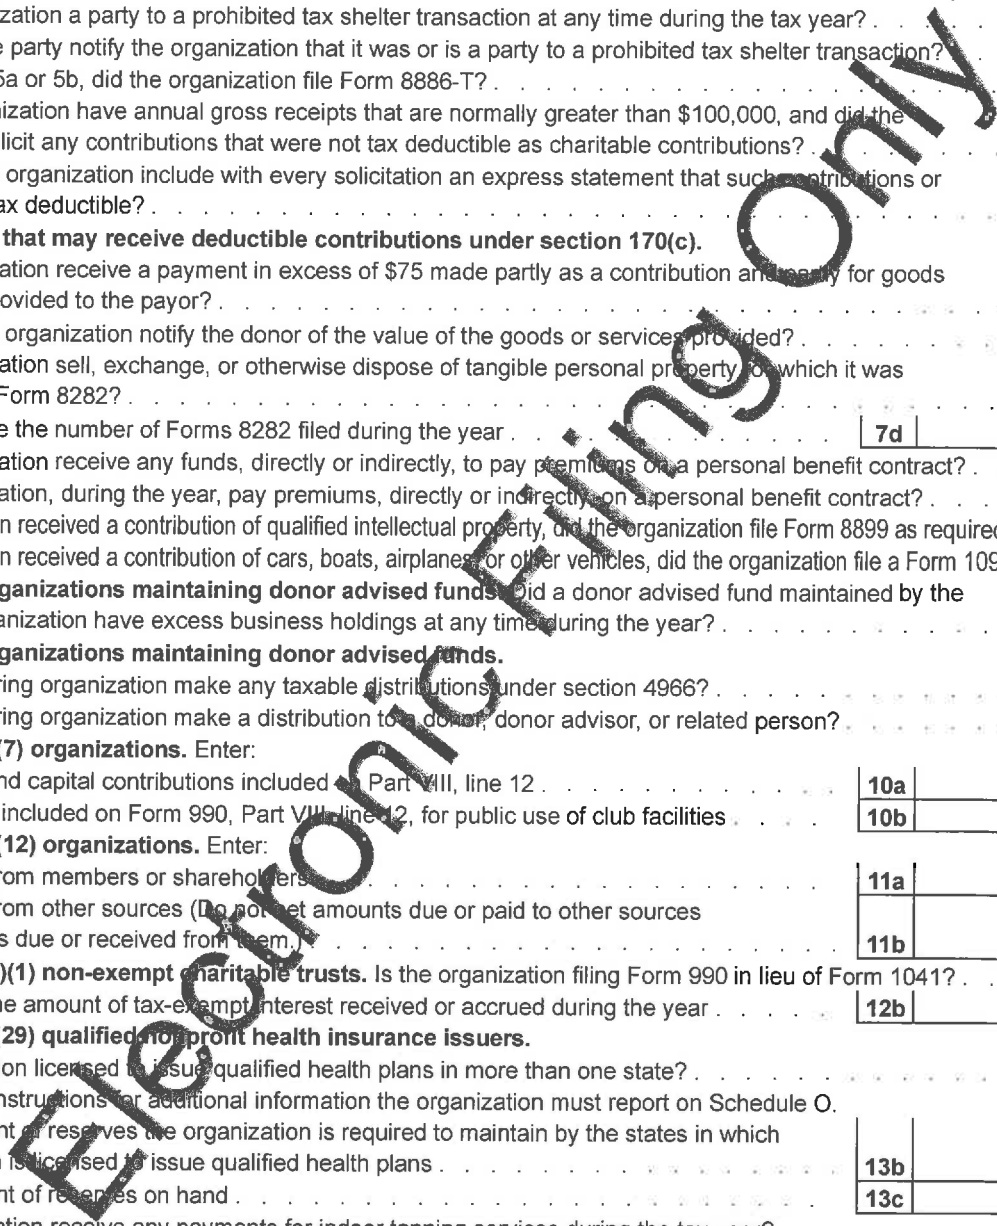 zation a party to a prohibited tax shelter transaction at any time during the tax year? . . .
e party notify the organization that it was or is a party to a prohibited tax shelter transaction?
5a or 5b, did the organization file Form 8886-T? . . . . . . . . . . . . . . . . . .
ization have annual gross receipts that are normally greater than $100,000, and did the
licit any contributions that were not tax deductible as charitable contributions? . . . . . . .
organization include with every solicitation an express statement that such contributions or
ax deductible? . . . . . . . . . . . . . . . . . . . . . . . . . . . . . . .
that may receive deductible contributions under section 170(c).
ation receive a payment in excess of $75 made partly as a contribution and partly for goods
ovided to the payor? . . . . . . . . . . . . . . . . . . . . . . . . . . . .
organization notify the donor of the value of the goods or services provided? . . . . . . .
ation sell, exchange, or otherwise dispose of tangible personal property for which it was
Form 8282? . . . . . . . . . . . . . . . . . . . . . . . . . . . . . . .
e the number of Forms 8282 filed during the year . . . . . . . . . . . . 7d
ation receive any funds, directly or indirectly, to pay premiums on a personal benefit contract? .
ation, during the year, pay premiums, directly or indirectly, on a personal benefit contract? . . .
n received a contribution of qualified intellectual property, did the organization file Form 8899 as required
n received a contribution of cars, boats, airplanes, or other vehicles, did the organization file a Form 109
ganizations maintaining donor advised funds. Did a donor advised fund maintained by the
anization have excess business holdings at any time during the year? . . . . . . . . . .
ganizations maintaining donor advised funds.
ring organization make any taxable distributions under section 4966? . . . . . . . . . .
ring organization make a distribution to a donor, donor advisor, or related person? . . . . . .
(7) organizations. Enter:
nd capital contributions included on Part VIII, line 12 . . . . . . . . . . . 10a
included on Form 990, Part VIII, line 12, for public use of club facilities . . . . 10b
(12) organizations. Enter:
rom members or shareholders . . . . . . . . . . . . . . . . . . 11a
rom other sources (Do not net amounts due or paid to other sources
s due or received from them.) . . . . . . . . . . . . . . . . . . . 11b
)(1) non-exempt charitable trusts. Is the organization filing Form 990 in lieu of Form 1041? . .
ne amount of tax-exempt interest received or accrued during the year . . . . . 12b
(29) qualified nonprofit health insurance issuers.
on licensed to issue qualified health plans in more than one state? . . . . . . . . . . .
nstructions for additional information the organization must report on Schedule O.
nt of reserves the organization is required to maintain by the states in which
n is licensed to issue qualified health plans . . . . . . . . . . . . . . . 13b
nt of reserves on hand . . . . . . . . . . . . . . . . . . . . . . . 13c
Electronic Filing Only